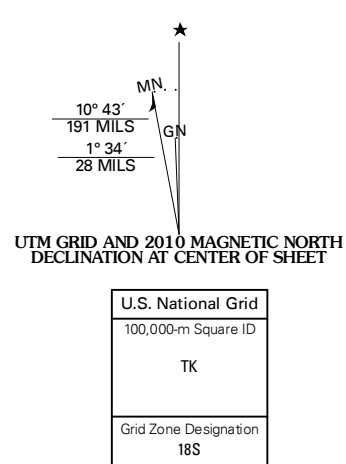 ★
MN
10° 43´
191 MILS
GN
1° 34´
28 MILS
UTM GRID AND 2010 MAGNETIC NORTH
DECLINATION AT CENTER OF SHEET
U.S. National Grid
100,000-m Square ID
TK
Grid Zone Designation
18S